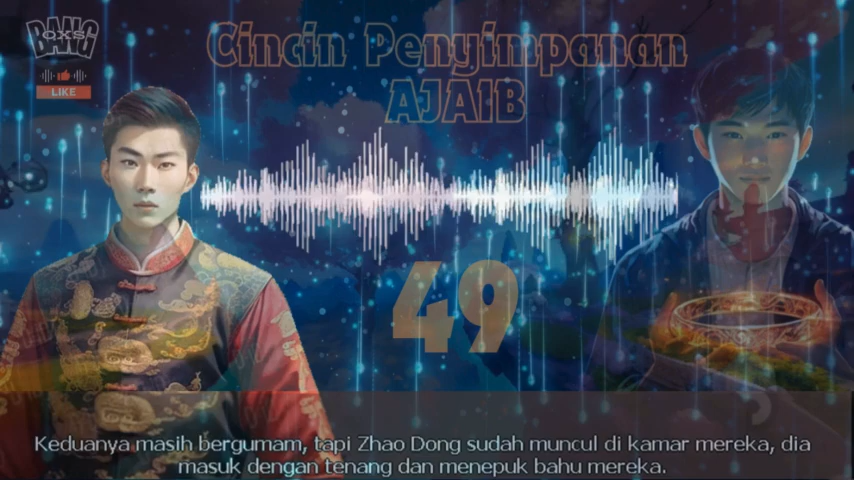 BANG
OXS
LIKE
Cincin Penyimpanan
AJAIB
49
Keduanya masih bergumam, tapi Zhao Dong sudah muncul di kamar mereka, dia
masuk dengan tenang dan menepuk bahu mereka.